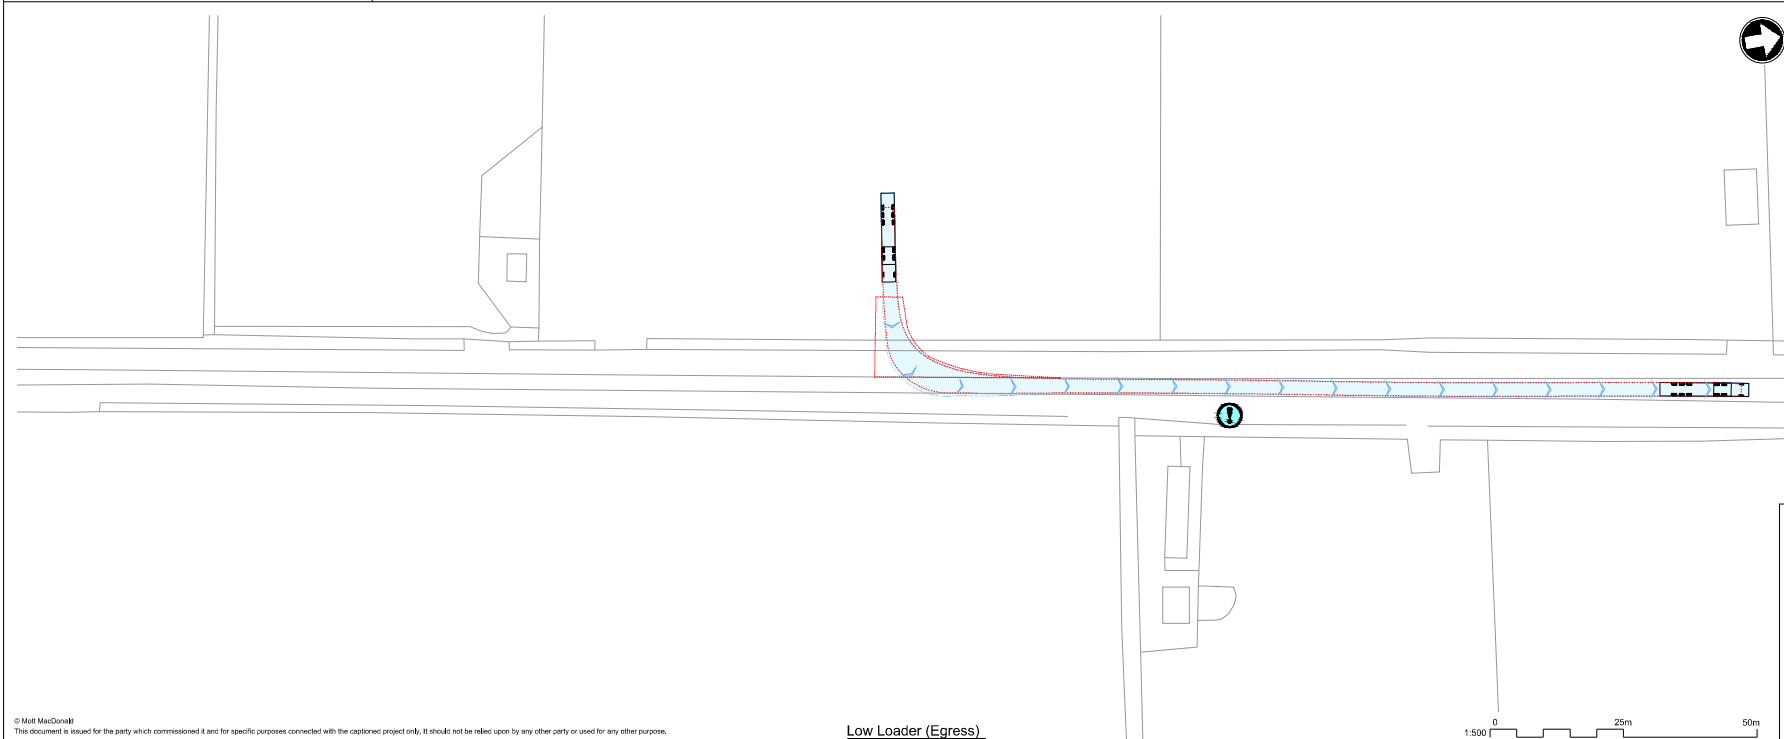 © Mott MacDonald
This document is issued for the party which commissioned it and for specific purposes connected with the captioned project only. It should not be relied upon by any other party or used for any other purpose.
Low Loader (Egress)
0 25m 50m
1:500